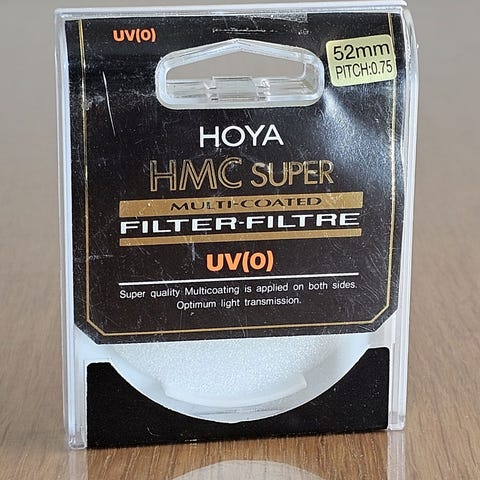 UV(0)
52mm
PITCH:0.75
HOYA
HMC SUPER
MULTI-COATED
FILTER-FILTRE
UV(0)
Super quality Multicoating is applied on both sides.
Optimum light transmission.